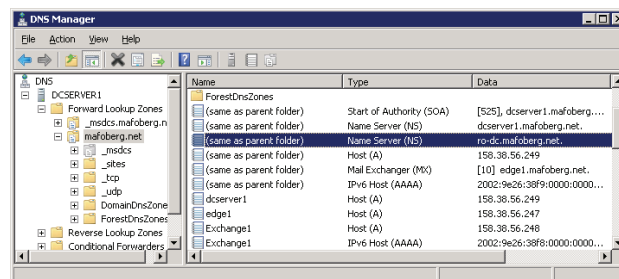 DNS Manager
File Action View Help
DNS
DCSERVER1
Forward Lookup Zones
_msdcs.mafoberg.n
mafoberg.net
_msdcs
_sites
_tcp
_udp
DomainDnsZone
ForestDnsZones
Reverse Lookup Zones
Conditional Forwarders
Name Type Data
ForestDnsZones
(same as parent folder) Start of Authority (SOA) [525], dcserver1.mafoberg....
(same as parent folder) Name Server (NS) dcserver1.mafoberg.net.
(same as parent folder) Name Server (NS) ro-dc.mafoberg.net.
(same as parent folder) Host (A) 158.38.56.249
(same as parent folder) Mail Exchanger (MX) [10] edge1.mafoberg.net.
(same as parent folder) IPv6 Host (AAAA) 2002:9e26:38f9:0000:0000...
dcserver1 Host (A) 158.38.56.249
edge1 Host (A) 158.38.56.247
Exchange1 Host (A) 158.38.56.248
Exchange1 IPv6 Host (AAAA) 2002:9e26:38f8:0000:0000...